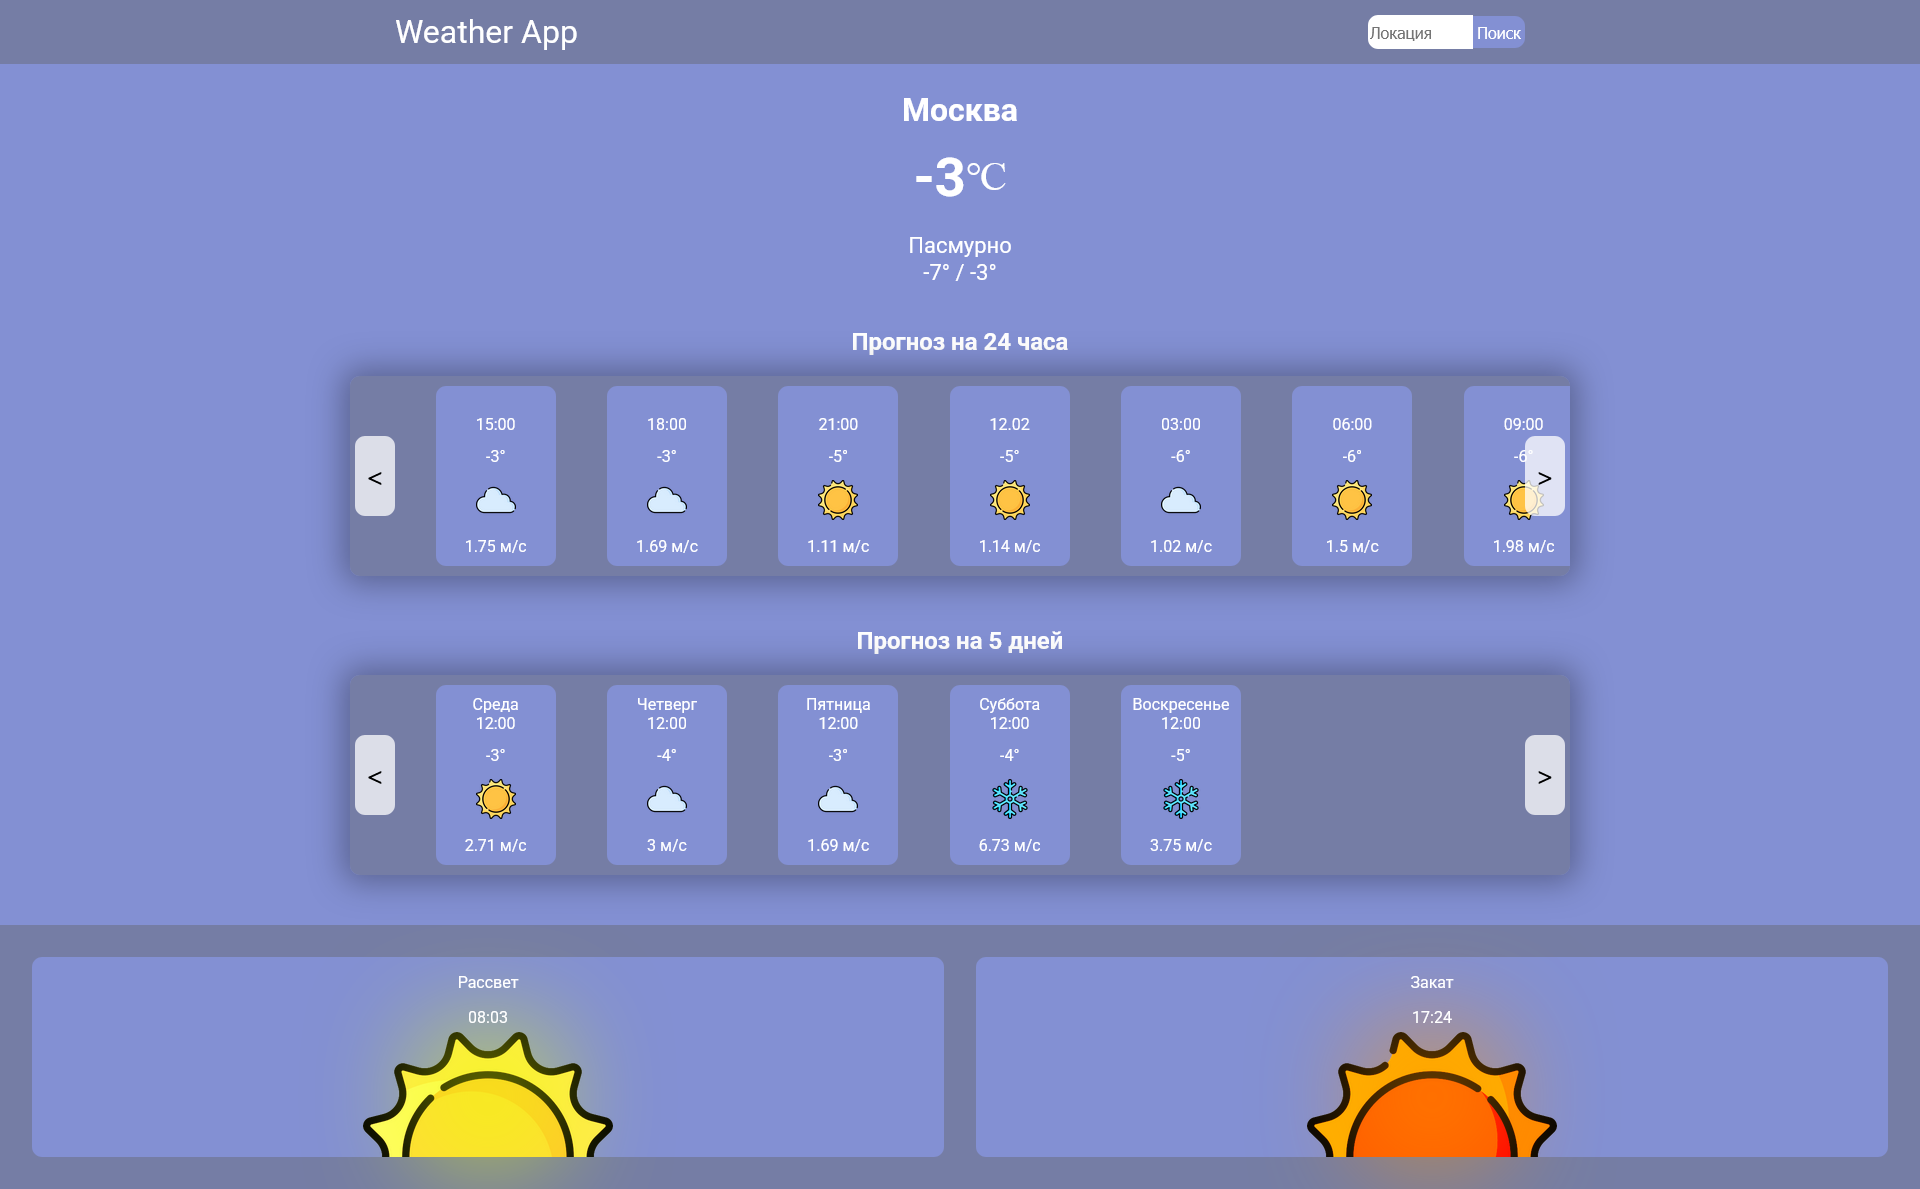 Weather App
Локация
Поиск
Москва
-3°C
Пасмурно
-7° / -3°
Прогноз на 24 часа
<
15:00
-3°
1.75 м/с
18:00
-3°
1.69 м/с
21:00
-5°
1.11 м/с
12.02
-5°
1.14 м/с
03:00
-6°
1.02 м/с
06:00
-6°
1.5 м/с
09:00
-6°
1.98 м/с
>
Прогноз на 5 дней
<
Среда
12:00
-3°
2.71 м/с
Четверг
12:00
-4°
3 м/с
Пятница
12:00
-3°
1.69 м/с
Суббота
12:00
-4°
6.73 м/с
Воскресенье
12:00
-5°
3.75 м/с
>
Рассвет
08:03
Закат
17:24